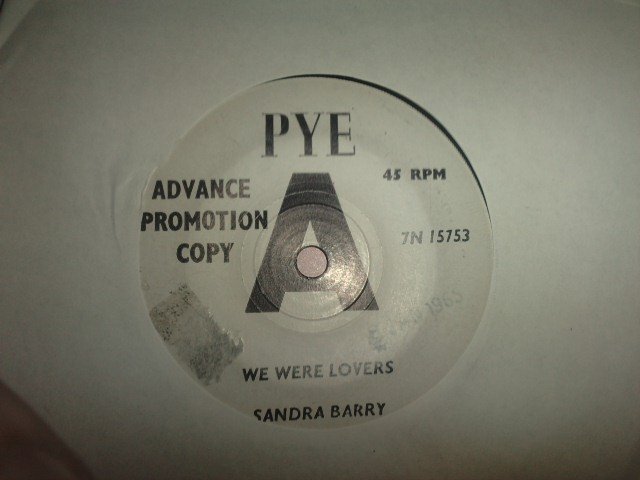 PYE
45 RPM
ADVANCE
PROMOTION
COPY
A
7N 15753
WE WERE LOVERS
SANDRA BARRY